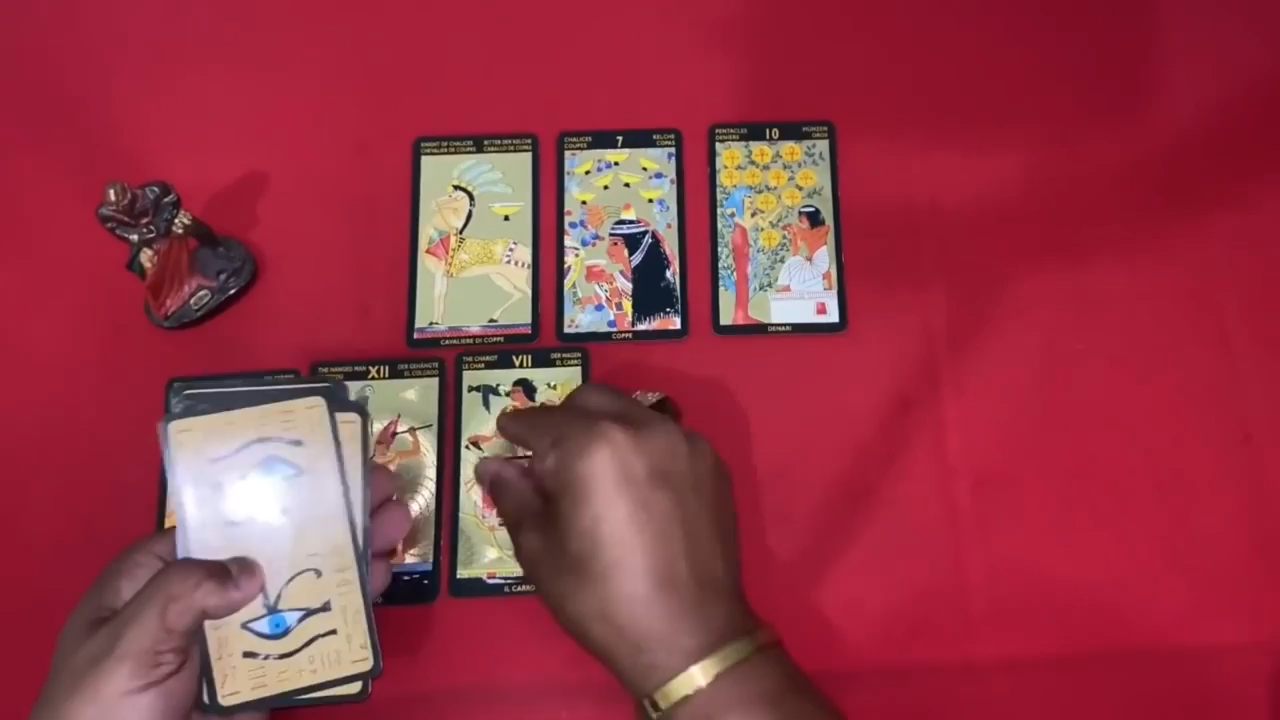 KNIGHT OF CHALICES RITTER DER KELCHE
CHEVALIER DE COUPES CABALLO DE COPAS
CAVALIERE DI COPPE
CHALICES 7 KELCHE
COUPES COPAS
COPPE
PENTACLES 10 MÜNZEN
DENIERS OROS
DENARI
THE HANGED MAN XII DER GEHÄNGTE
EL COLGADO
THE CHARIOT VII DER WAGEN
LE CHAR EL CARRO
IL CARRO